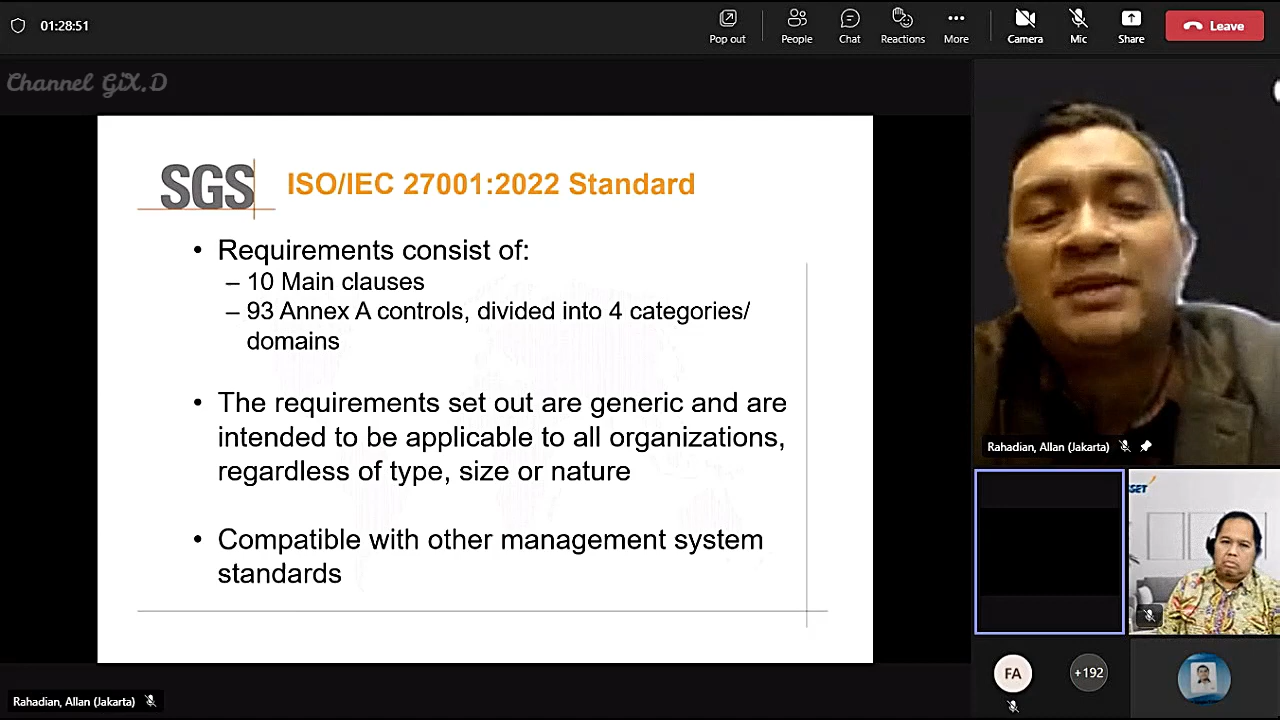 01:28:51
Pop out
People
Chat
Reactions
More
Camera
Mic
Share
Leave
Channel GiX.D
SGS
ISO/IEC 27001:2022 Standard
• Requirements consist of:
– 10 Main clauses
– 93 Annex A controls, divided into 4 categories/
domains
• The requirements set out are generic and are
intended to be applicable to all organizations,
regardless of type, size or nature
• Compatible with other management system
standards
Rahadian, Allan (Jakarta)
SET
FA
+192
Rahadian, Allan (Jakarta)